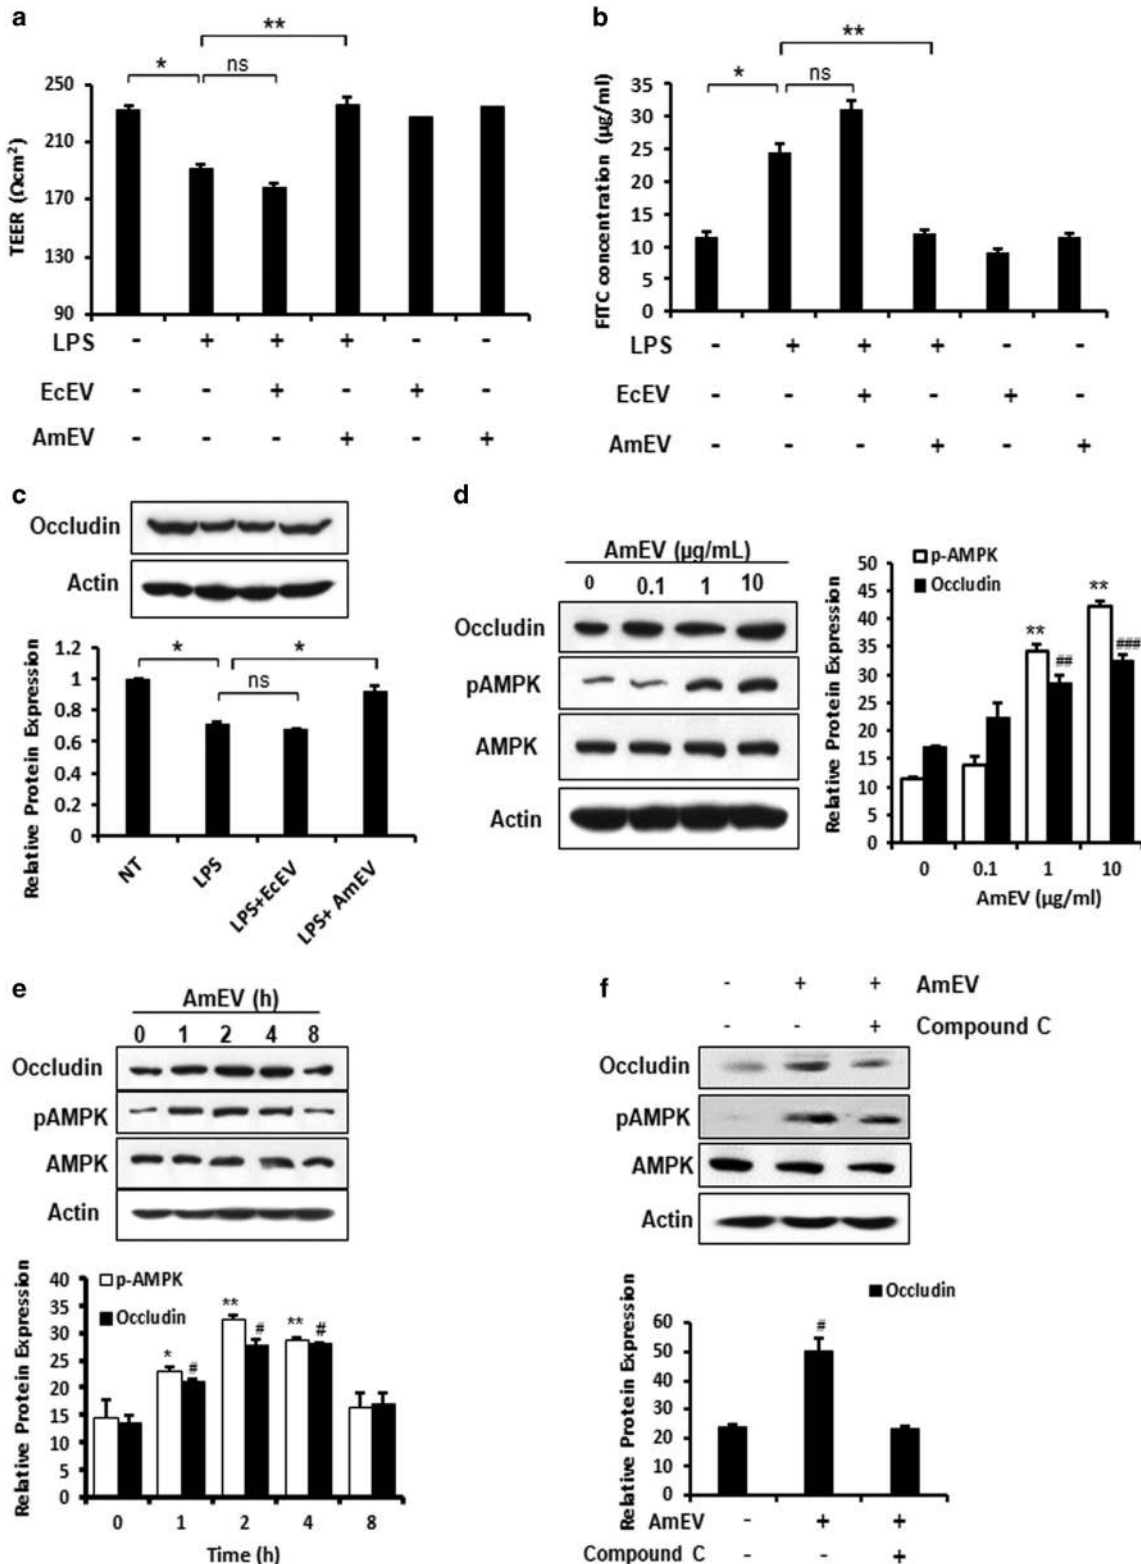 a
**
*
ns
250
210
170
130
90
TEER (Ωcm²)
LPS - + + + - -
EcEV - - + - + -
AmEV - - - + - +
b
**
*
ns
35
30
25
20
15
10
5
0
FITC concentration (µg/ml)
LPS - + + + - -
EcEV - - + - + -
AmEV - - - + - +
c
Occludin
Actin
1.2
1
0.8
0.6
0.4
0.2
0
Relative Protein Expression
*
*
ns
NT
LPS
LPS+EcEV
LPS+ AmEV
d
AmEV (µg/mL)
0 0.1 1 10
Occludin
pAMPK
AMPK
Actin
p-AMPK
Occludin
50
45
40
35
30
25
20
15
10
5
0
Relative Protein Expression
**
##
**
###
0 0.1 1 10
AmEV (µg/ml)
e
AmEV (h)
0 1 2 4 8
Occludin
pAMPK
AMPK
Actin
p-AMPK
Occludin
40
35
30
25
20
15
10
5
0
Relative Protein Expression
*
#
**
#
**
#
0 1 2 4 8
Time (h)
f
- + + AmEV
- - + Compound C
Occludin
pAMPK
AMPK
Actin
Occludin
60
50
40
30
20
10
0
Relative Protein Expression
#
AmEV - + +
Compound C - - +